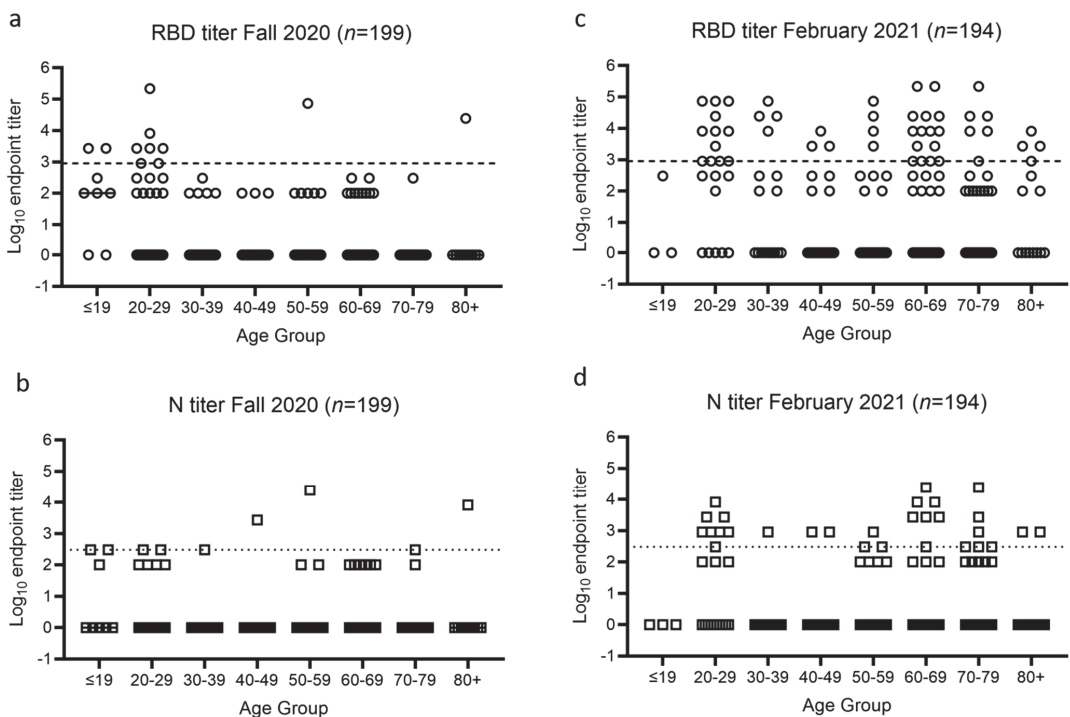 a
RBD titer Fall 2020 (n=199)
Log10 endpoint titer
6
5
4
3
2
1
0
-1
≤19 20-29 30-39 40-49 50-59 60-69 70-79 80+
Age Group
b
N titer Fall 2020 (n=199)
Log10 endpoint titer
6
5
4
3
2
1
0
-1
≤19 20-29 30-39 40-49 50-59 60-69 70-79 80+
Age Group
c
RBD titer February 2021 (n=194)
Log10 endpoint titer
6
5
4
3
2
1
0
-1
≤19 20-29 30-39 40-49 50-59 60-69 70-79 80+
Age Group
d
N titer February 2021 (n=194)
Log10 endpoint titer
6
5
4
3
2
1
0
-1
≤19 20-29 30-39 40-49 50-59 60-69 70-79 80+
Age Group